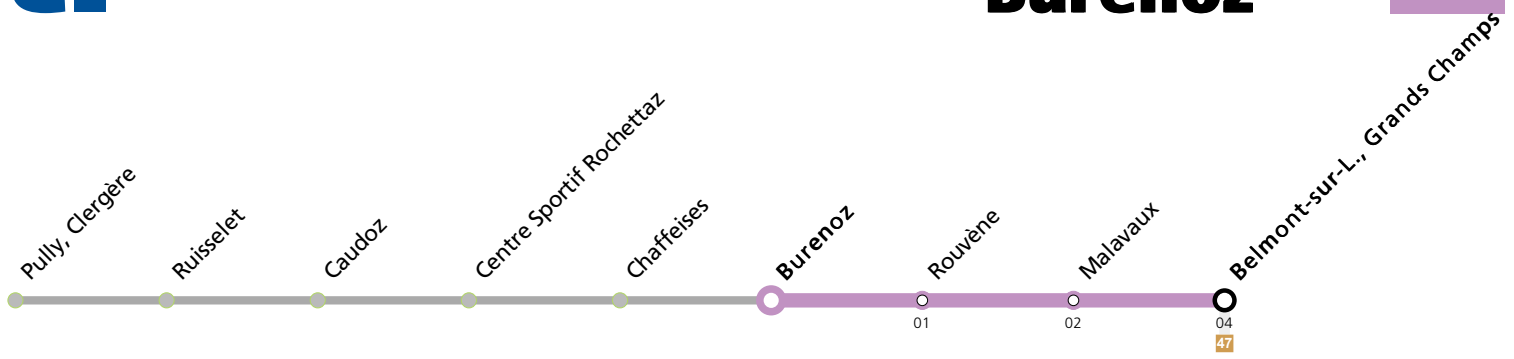 Burenoz
Pully, Clergère
Ruisselet
Caudoz
Centre Sportif Rochettaz
Chaffeises
Burenoz
Rouvène
Malavaux
Belmont-sur-L., Grands Champs
01
02
04
47